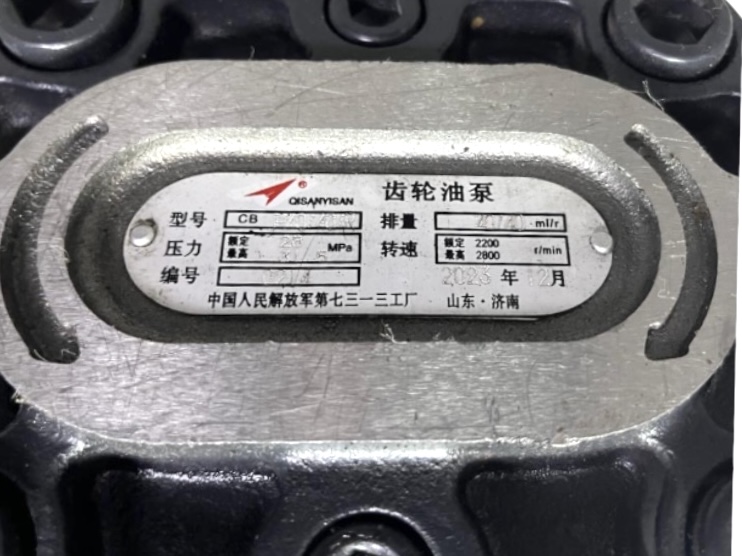 ® QISANYISAN 齿轮油泵
型号 CB 排量 ml/r
压力 额定 最高 MPa 转速 额定 2200 最高 2800 r/min
编号 2023 年 12 月
中国人民解放军第七三一三工厂 山东·济南